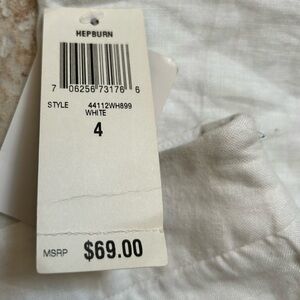 HEPBURN
7 06256 73176 6
STYLE 44112WH899
WHITE
4
MSRP $69.00